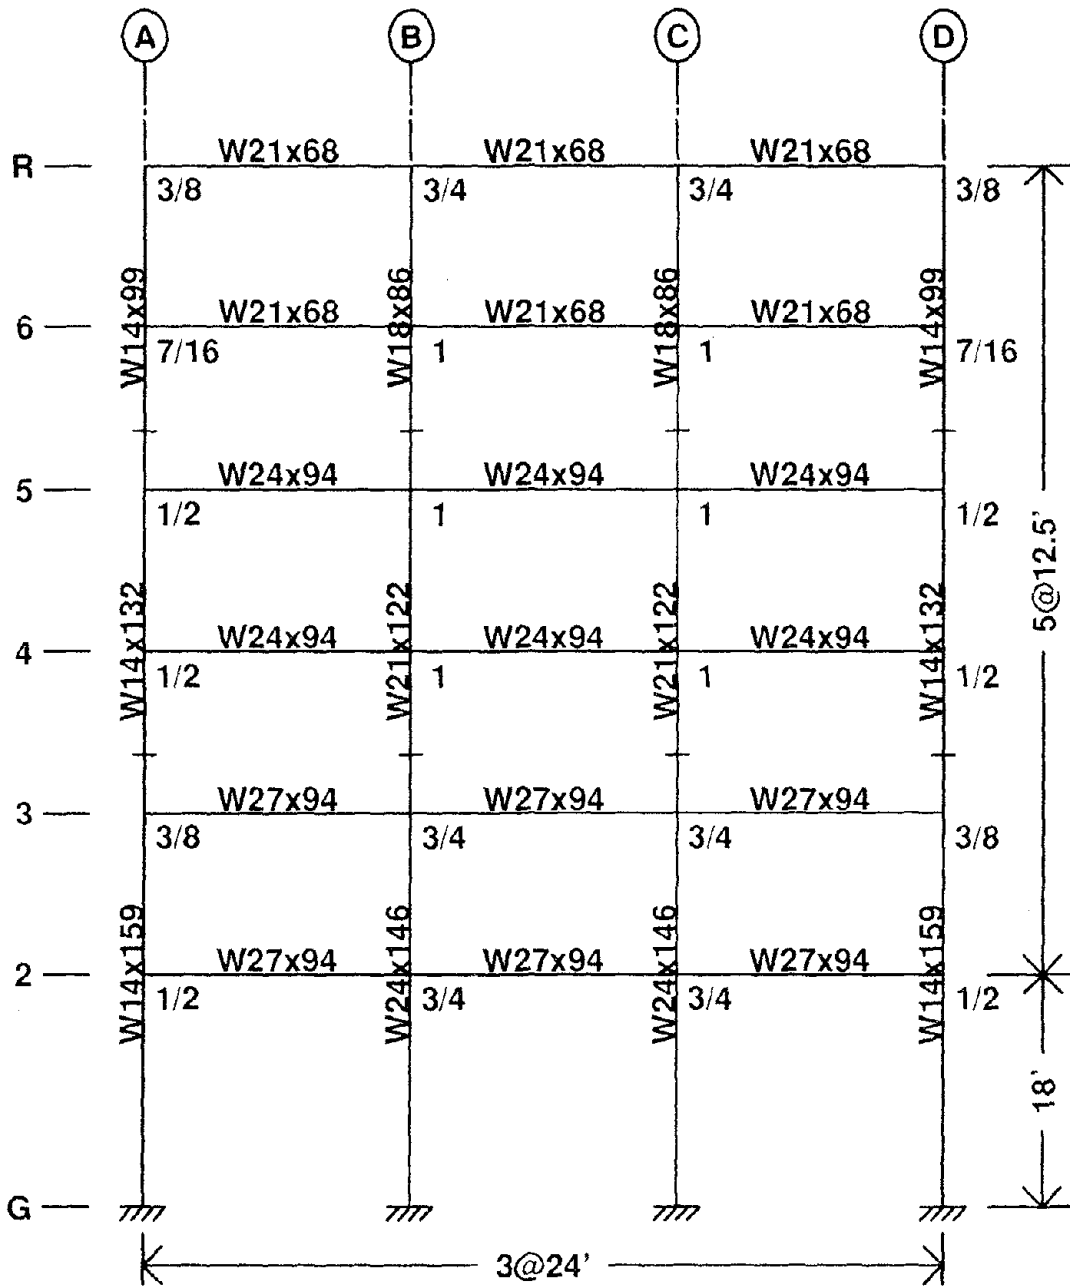 A B C D
R W21x68 W21x68 W21x68
3/8 3/4 3/4 3/8
W14x99 W18x86 W18x86 W14x99
6 W21x68 W21x68 W21x68
7/16 1 1 7/16
5 W24x94 W24x94 W24x94
1/2 1 1 1/2
5@12.5'
W14x132 W21x122 W21x122 W14x132
4 W24x94 W24x94 W24x94
1/2 1 1 1/2
3 W27x94 W27x94 W27x94
3/8 3/4 3/4 3/8
W14x159 W24x146 W24x146 W14x159
2 W27x94 W27x94 W27x94
1/2 3/4 3/4 1/2
18'
G
3@24'